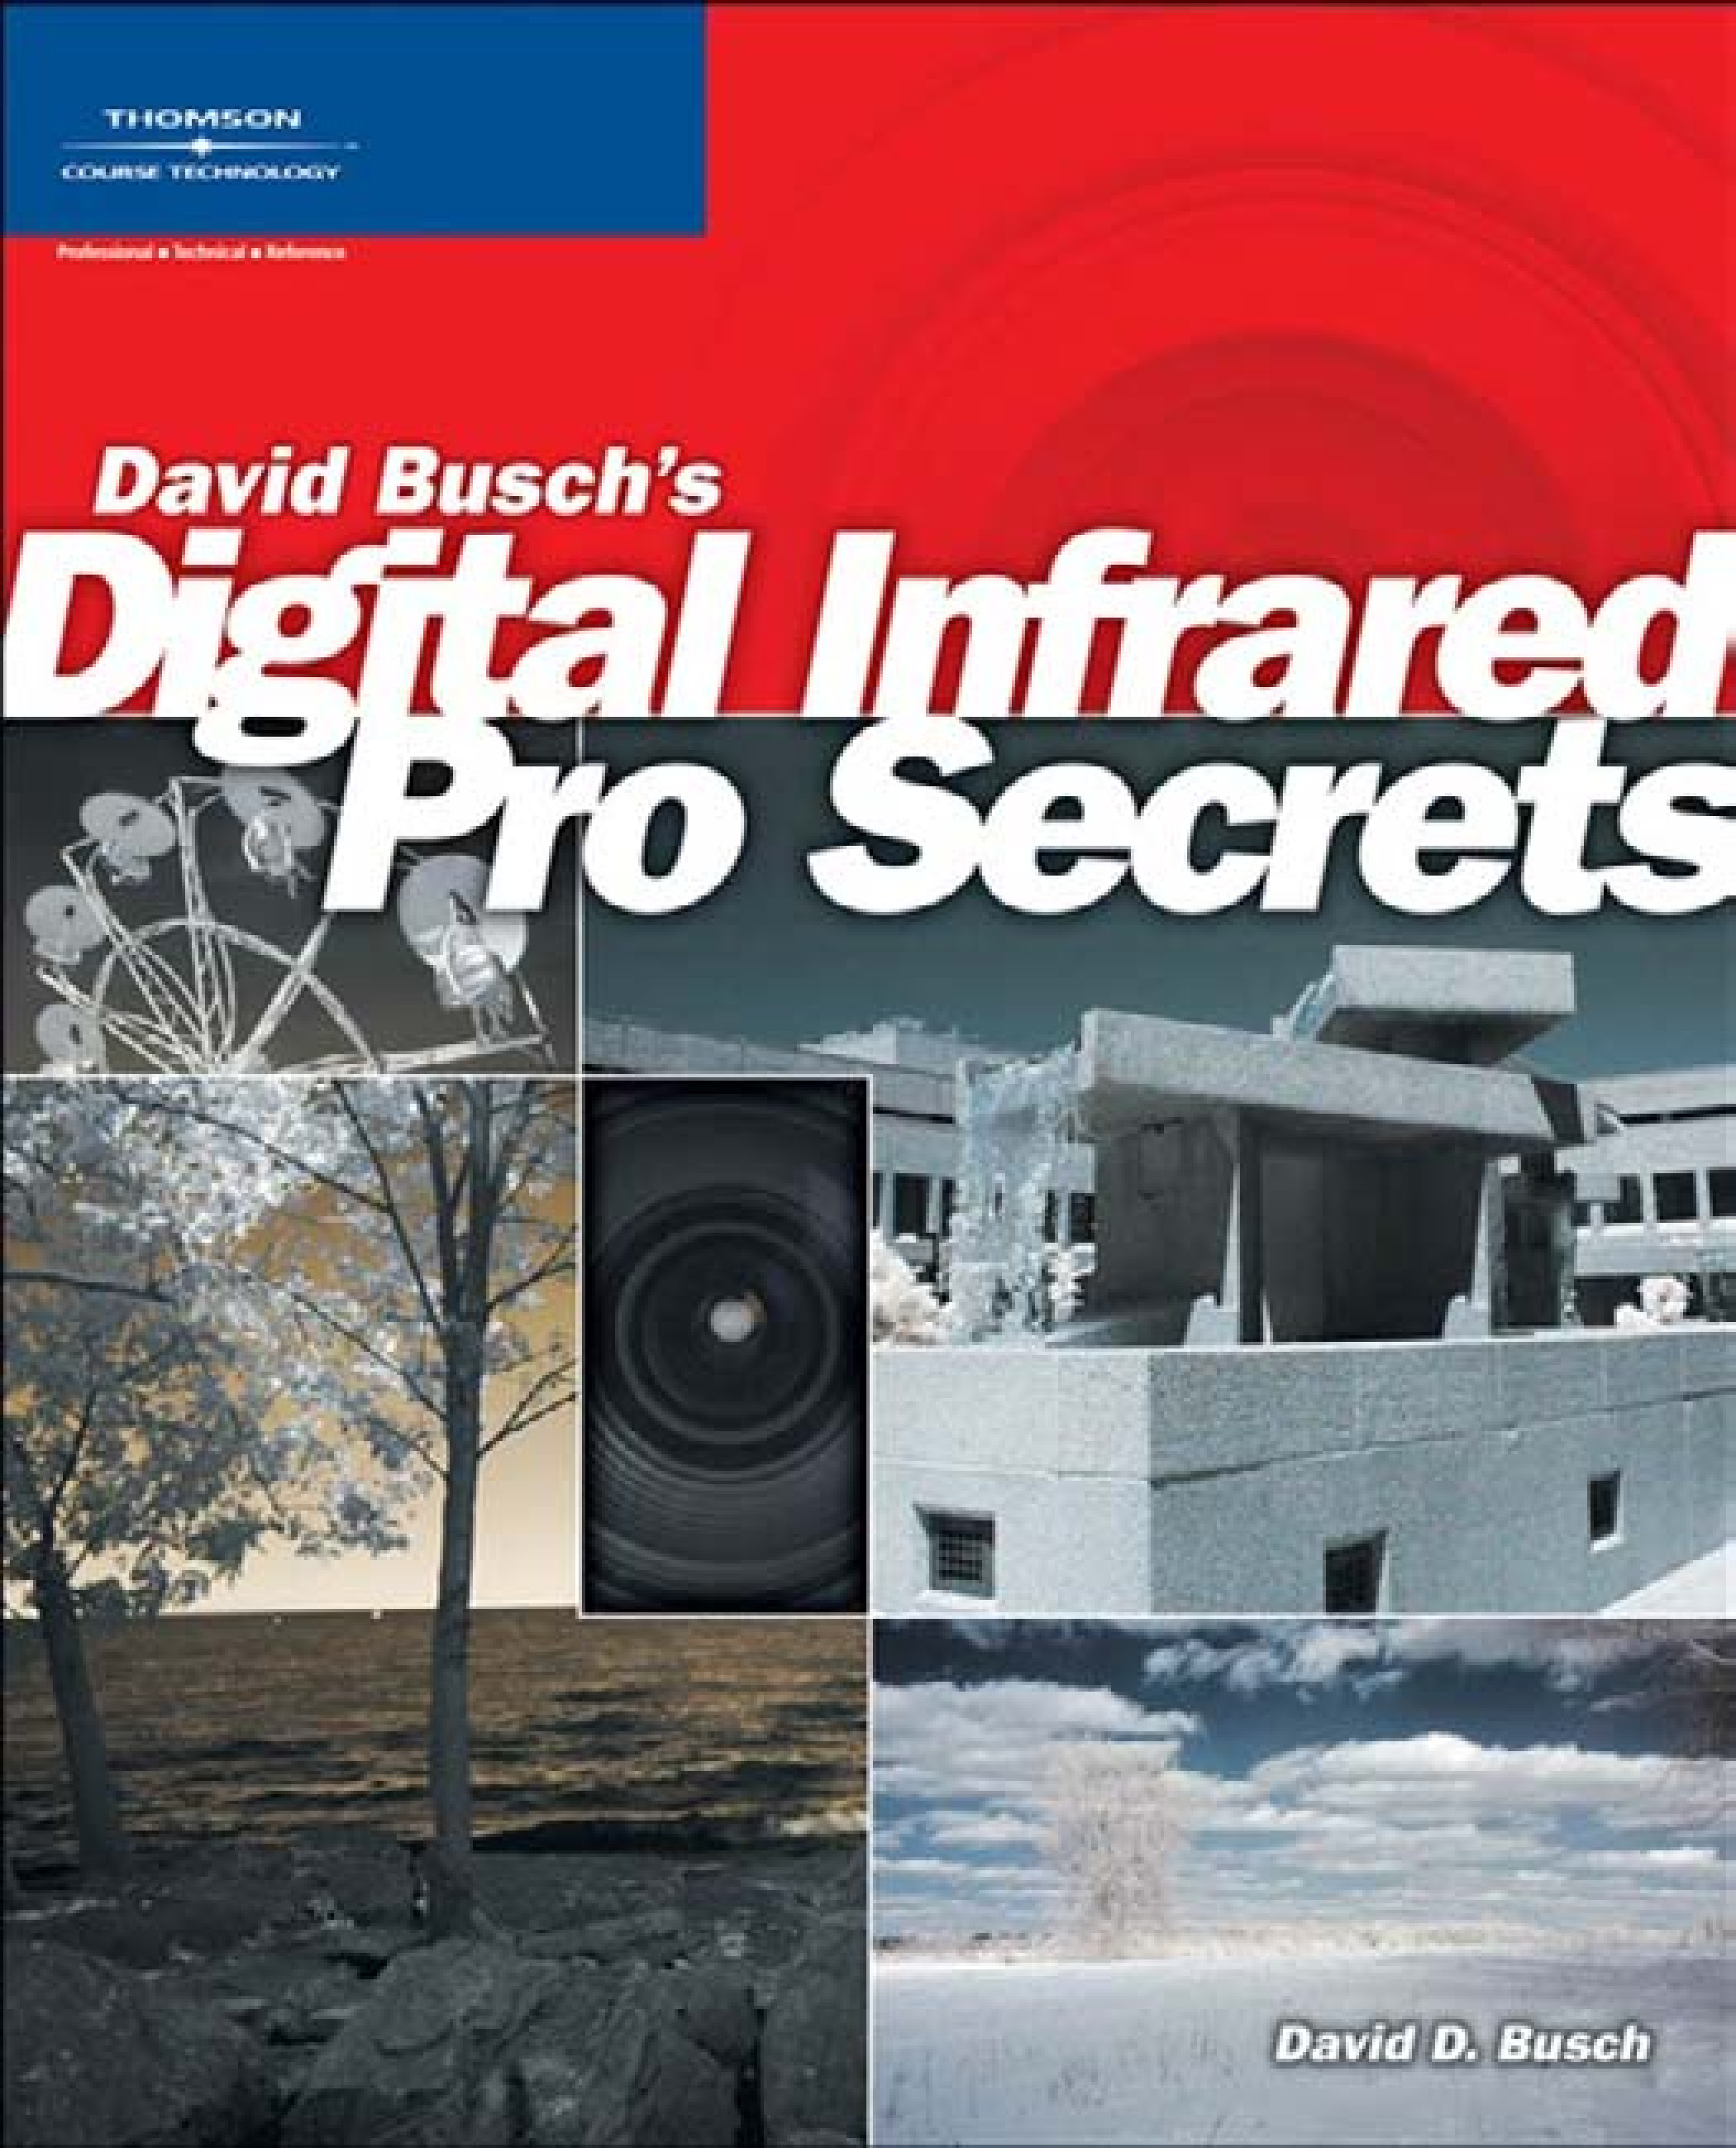 THOMSON
COURSE TECHNOLOGY
Professional ■ Technical ■ Reference
David Busch's
Digital Infrared
Pro Secrets
David D. Busch